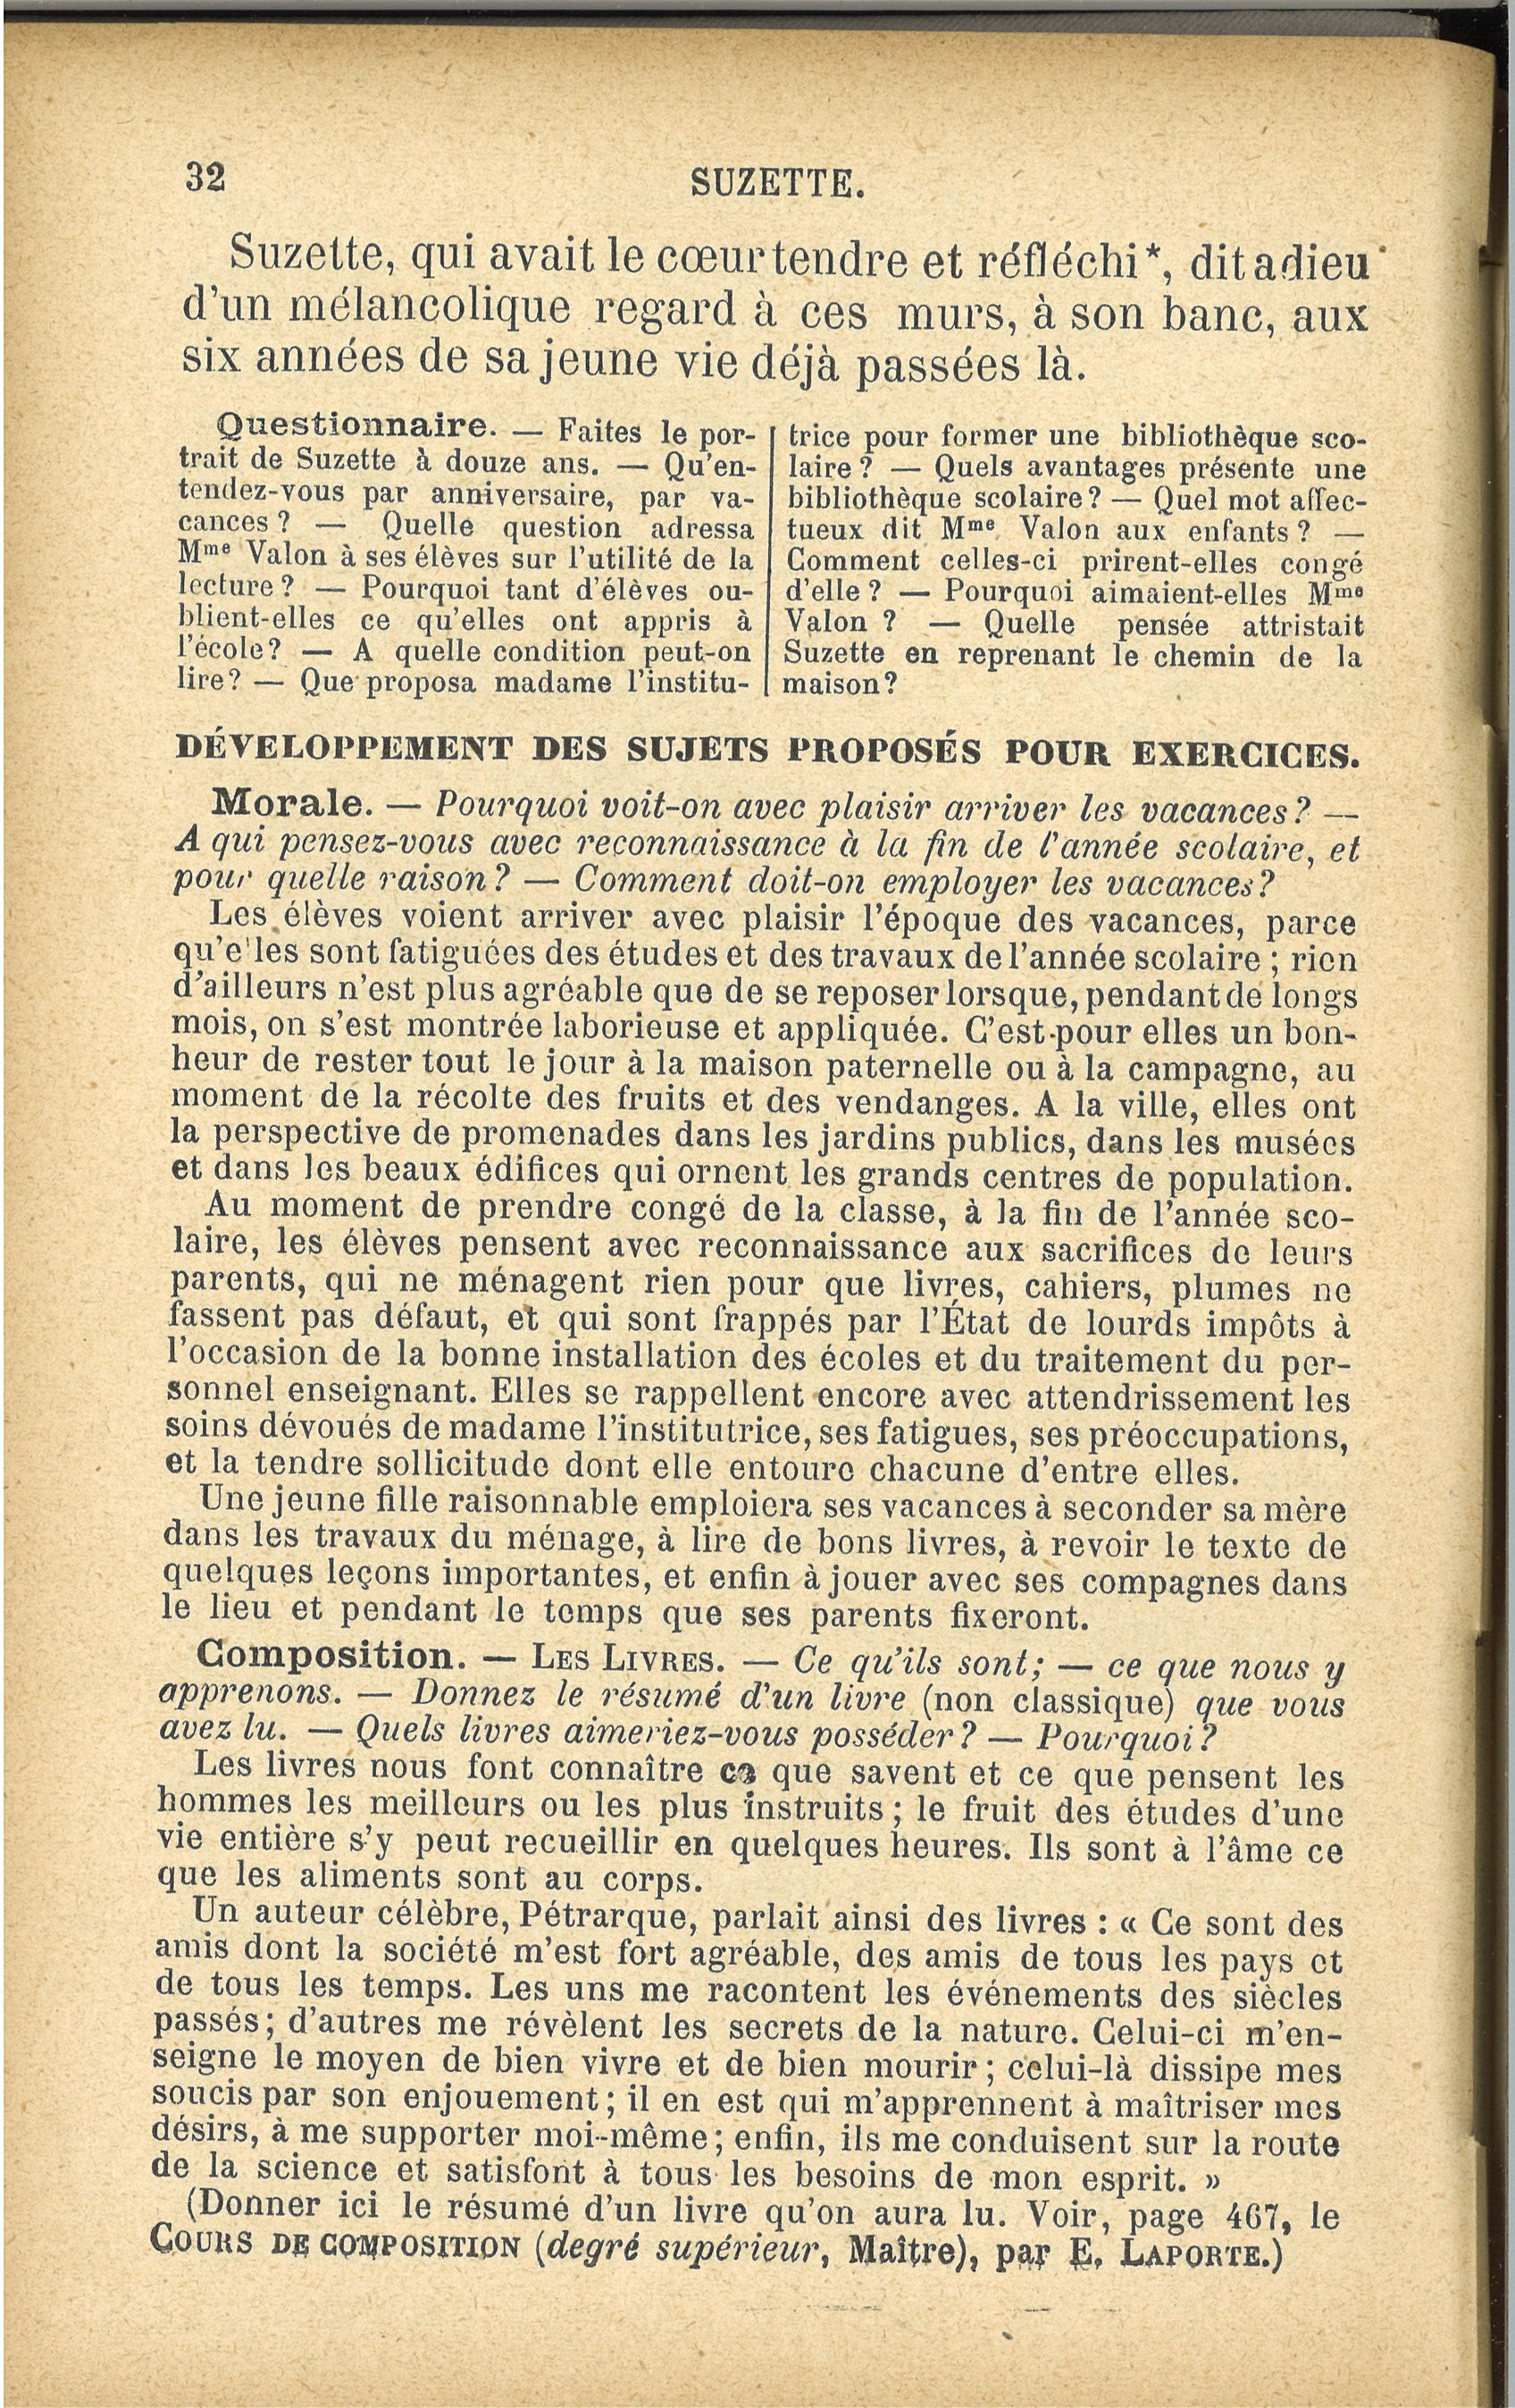 32
SUZETTE.
Suzette, qui avait le cœur tendre et réfléchi*, dit adieu
d'un mélancolique regard à ces murs, à son banc, aux
six années de sa jeune vie déjà passées là.
Questionnaire. — Faites le por-
trait de Suzette à douze ans. — Qu'en-
tendez-vous par anniversaire, par va-
cances? — Quelle question adressa
Mme Valon à ses élèves sur l'utilité de la
lecture? — Pourquoi tant d'élèves ou-
blient-elles ce qu'elles ont appris à
l'école? — A quelle condition peut-on
lire? — Que proposa madame l'institu-
trice pour former une bibliothèque sco-
laire? — Quels avantages présente une
bibliothèque scolaire? — Quel mot affec-
tueux dit Mme Valon aux enfants? —
Comment celles-ci prirent-elles congé
d'elle? — Pourquoi aimaient-elles Mme
Valon? — Quelle pensée attristait
Suzette en reprenant le chemin de la
maison?
DÉVELOPPEMENT DES SUJETS PROPOSÉS POUR EXERCICES.
Morale. — Pourquoi voit-on avec plaisir arriver les vacances? —
A qui pensez-vous avec reconnaissance à la fin de l'année scolaire, et
pour quelle raison? — Comment doit-on employer les vacances?
Les élèves voient arriver avec plaisir l'époque des vacances, parce
qu'elles sont fatiguées des études et des travaux de l'année scolaire; rien
d'ailleurs n'est plus agréable que de se reposer lorsque, pendant de longs
mois, on s'est montrée laborieuse et appliquée. C'est pour elles un bon-
heur de rester tout le jour à la maison paternelle ou à la campagne, au
moment de la récolte des fruits et des vendanges. A la ville, elles ont
la perspective de promenades dans les jardins publics, dans les musées
et dans les beaux édifices qui ornent les grands centres de population.
Au moment de prendre congé de la classe, à la fin de l'année sco-
laire, les élèves pensent avec reconnaissance aux sacrifices de leurs
parents, qui ne ménagent rien pour que livres, cahiers, plumes ne
fassent pas défaut, et qui sont frappés par l'État de lourds impôts à
l'occasion de la bonne installation des écoles et du traitement du per-
sonnel enseignant. Elles se rappellent encore avec attendrissement les
soins dévoués de madame l'institutrice, ses fatigues, ses préoccupations,
et la tendre sollicitude dont elle entoure chacune d'entre elles.
Une jeune fille raisonnable emploiera ses vacances à seconder sa mère
dans les travaux du ménage, à lire de bons livres, à revoir le texte de
quelques leçons importantes, et enfin à jouer avec ses compagnes dans
le lieu et pendant le temps que ses parents fixeront.
Composition. — LES LIVRES. — Ce qu'ils sont; — ce que nous y
apprenons. — Donnez le résumé d'un livre (non classique) que vous
avez lu. — Quels livres aimeriez-vous posséder? — Pourquoi?
Les livres nous font connaître ce que savent et ce que pensent les
hommes les meilleurs ou les plus instruits; le fruit des études d'une
vie entière s'y peut recueillir en quelques heures. Ils sont à l'âme ce
que les aliments sont au corps.
Un auteur célèbre, Pétrarque, parlait ainsi des livres : « Ce sont des
amis dont la société m'est fort agréable, des amis de tous les pays et
de tous les temps. Les uns me racontent les événements des siècles
passés; d'autres me révèlent les secrets de la nature. Celui-ci m'en-
seigne le moyen de bien vivre et de bien mourir; celui-là dissipe mes
soucis par son enjouement; il en est qui m'apprennent à maîtriser mes
désirs, à me supporter moi-même; enfin, ils me conduisent sur la route
de la science et satisfont à tous les besoins de mon esprit. »
(Donner ici le résumé d'un livre qu'on aura lu. Voir, page 467, le
COURS DE COMPOSITION (degré supérieur, Maître), par E. LAPORTE.)